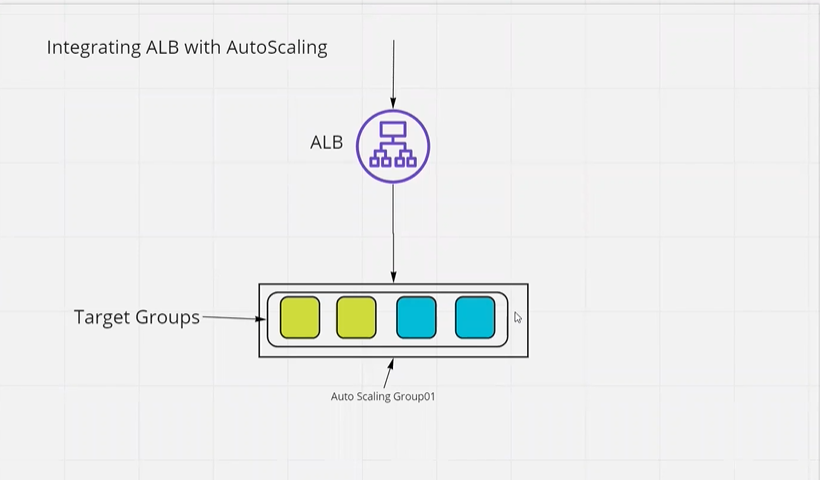 Integrating ALB with AutoScaling
ALB
Target Groups
Auto Scaling Group01